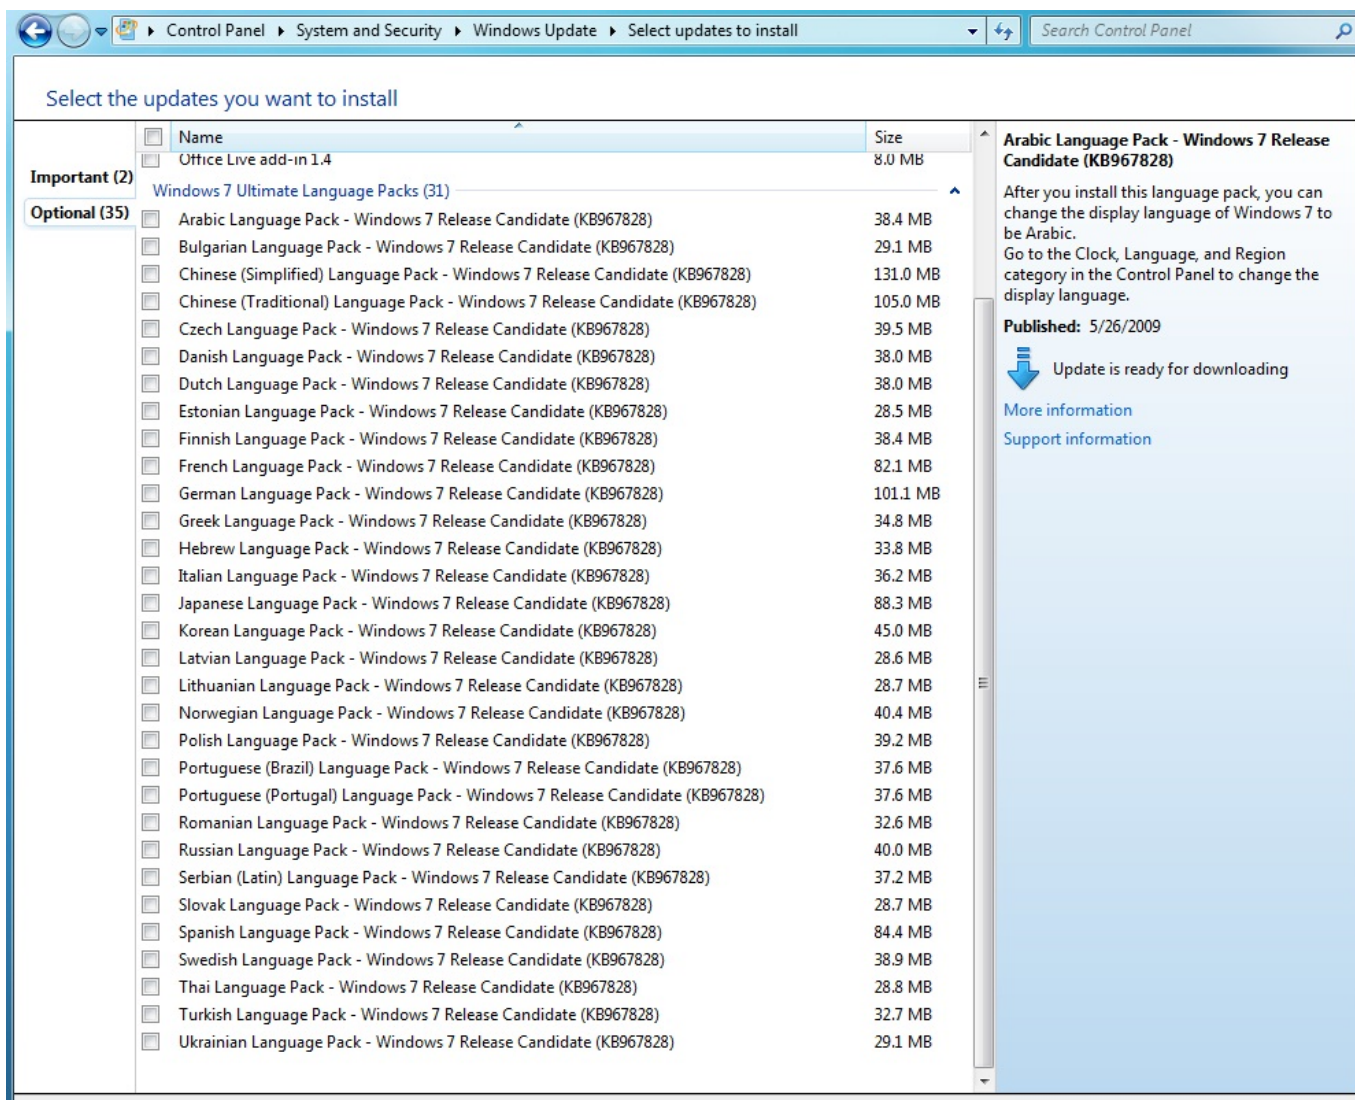 Control Panel ▸ System and Security ▸ Windows Update ▸ Select updates to install
Search Control Panel
Select the updates you want to install
Important (2)
Optional (35)
Name Size
Office Live add-in 1.4 8.0 MB
Windows 7 Ultimate Language Packs (31)
Arabic Language Pack - Windows 7 Release Candidate (KB967828) 38.4 MB
Bulgarian Language Pack - Windows 7 Release Candidate (KB967828) 29.1 MB
Chinese (Simplified) Language Pack - Windows 7 Release Candidate (KB967828) 131.0 MB
Chinese (Traditional) Language Pack - Windows 7 Release Candidate (KB967828) 105.0 MB
Czech Language Pack - Windows 7 Release Candidate (KB967828) 39.5 MB
Danish Language Pack - Windows 7 Release Candidate (KB967828) 38.0 MB
Dutch Language Pack - Windows 7 Release Candidate (KB967828) 38.0 MB
Estonian Language Pack - Windows 7 Release Candidate (KB967828) 28.5 MB
Finnish Language Pack - Windows 7 Release Candidate (KB967828) 38.4 MB
French Language Pack - Windows 7 Release Candidate (KB967828) 82.1 MB
German Language Pack - Windows 7 Release Candidate (KB967828) 101.1 MB
Greek Language Pack - Windows 7 Release Candidate (KB967828) 34.8 MB
Hebrew Language Pack - Windows 7 Release Candidate (KB967828) 33.8 MB
Italian Language Pack - Windows 7 Release Candidate (KB967828) 36.2 MB
Japanese Language Pack - Windows 7 Release Candidate (KB967828) 88.3 MB
Korean Language Pack - Windows 7 Release Candidate (KB967828) 45.0 MB
Latvian Language Pack - Windows 7 Release Candidate (KB967828) 28.6 MB
Lithuanian Language Pack - Windows 7 Release Candidate (KB967828) 28.7 MB
Norwegian Language Pack - Windows 7 Release Candidate (KB967828) 40.4 MB
Polish Language Pack - Windows 7 Release Candidate (KB967828) 39.2 MB
Portuguese (Brazil) Language Pack - Windows 7 Release Candidate (KB967828) 37.6 MB
Portuguese (Portugal) Language Pack - Windows 7 Release Candidate (KB967828) 37.6 MB
Romanian Language Pack - Windows 7 Release Candidate (KB967828) 32.6 MB
Russian Language Pack - Windows 7 Release Candidate (KB967828) 40.0 MB
Serbian (Latin) Language Pack - Windows 7 Release Candidate (KB967828) 37.2 MB
Slovak Language Pack - Windows 7 Release Candidate (KB967828) 28.7 MB
Spanish Language Pack - Windows 7 Release Candidate (KB967828) 84.4 MB
Swedish Language Pack - Windows 7 Release Candidate (KB967828) 38.9 MB
Thai Language Pack - Windows 7 Release Candidate (KB967828) 28.8 MB
Turkish Language Pack - Windows 7 Release Candidate (KB967828) 32.7 MB
Ukrainian Language Pack - Windows 7 Release Candidate (KB967828) 29.1 MB
Arabic Language Pack - Windows 7 Release
Candidate (KB967828)
After you install this language pack, you can
change the display language of Windows 7 to
be Arabic.
Go to the Clock, Language, and Region
category in the Control Panel to change the
display language.
Published: 5/26/2009
Update is ready for downloading
More information
Support information